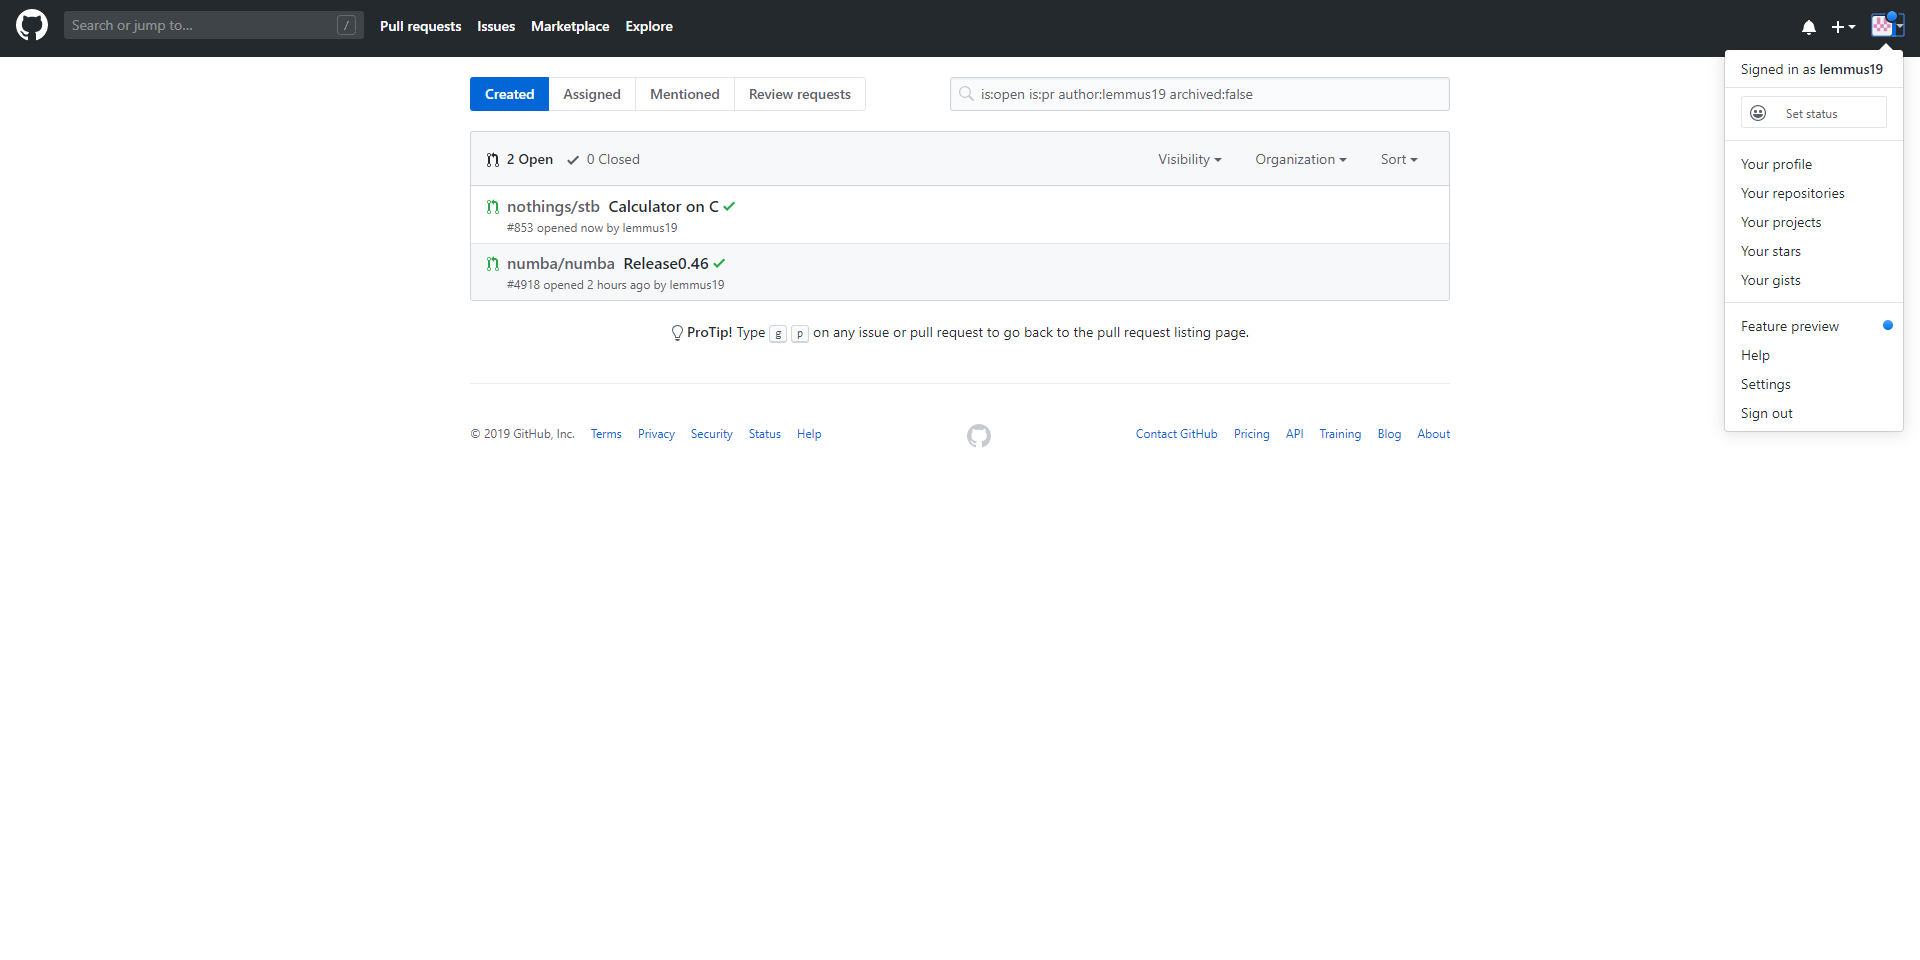 Search or jump to... / Pull requests Issues Marketplace Explore
Signed in as lemmus19
Set status
Your profile
Your repositories
Your projects
Your stars
Your gists
Feature preview
Help
Settings
Sign out
Created Assigned Mentioned Review requests is:open is:pr author:lemmus19 archived:false
2 Open 0 Closed Visibility Organization Sort
nothings/stb Calculator on C
#853 opened now by lemmus19
numba/numba Release0.46
#4918 opened 2 hours ago by lemmus19
ProTip! Type g p on any issue or pull request to go back to the pull request listing page.
© 2019 GitHub, Inc. Terms Privacy Security Status Help Contact GitHub Pricing API Training Blog About